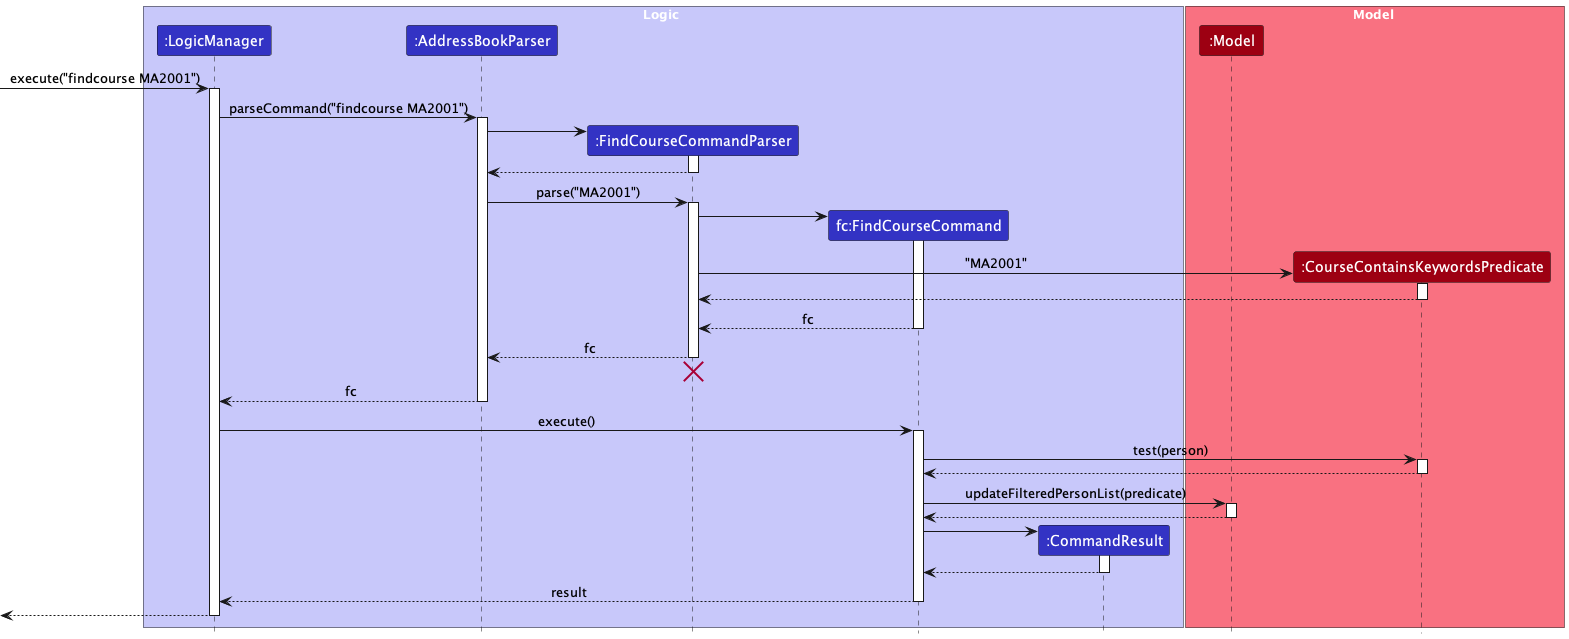 Logic
Model
:LogicManager
:AddressBookParser
:Model
execute("findcourse MA2001")
parseCommand("findcourse MA2001")
:FindCourseCommandParser
parse("MA2001")
fc:FindCourseCommand
"MA2001"
:CourseContainsKeywordsPredicate
fc
fc
fc
execute()
test(person)
updateFilteredPersonList(predicate)
:CommandResult
result